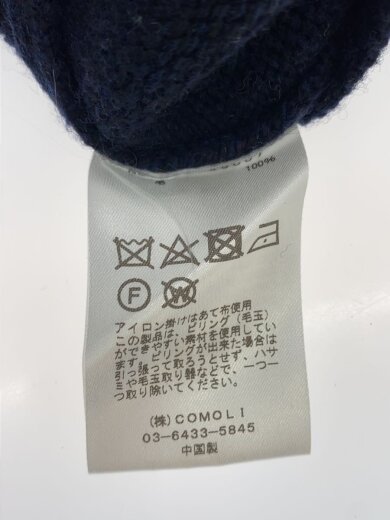 100%
F
W
アイロン掛けはあて布使用
この製品は、ピリング(毛玉)
ができやすい素材を使用してい
ます。ピリングが出来た場合は
引っ張って取ろうとせず、ハサ
ミや毛玉取り器などで、一つ一
つ取り除いてください。
(株)COMOLI
03-6433-5845
中国製